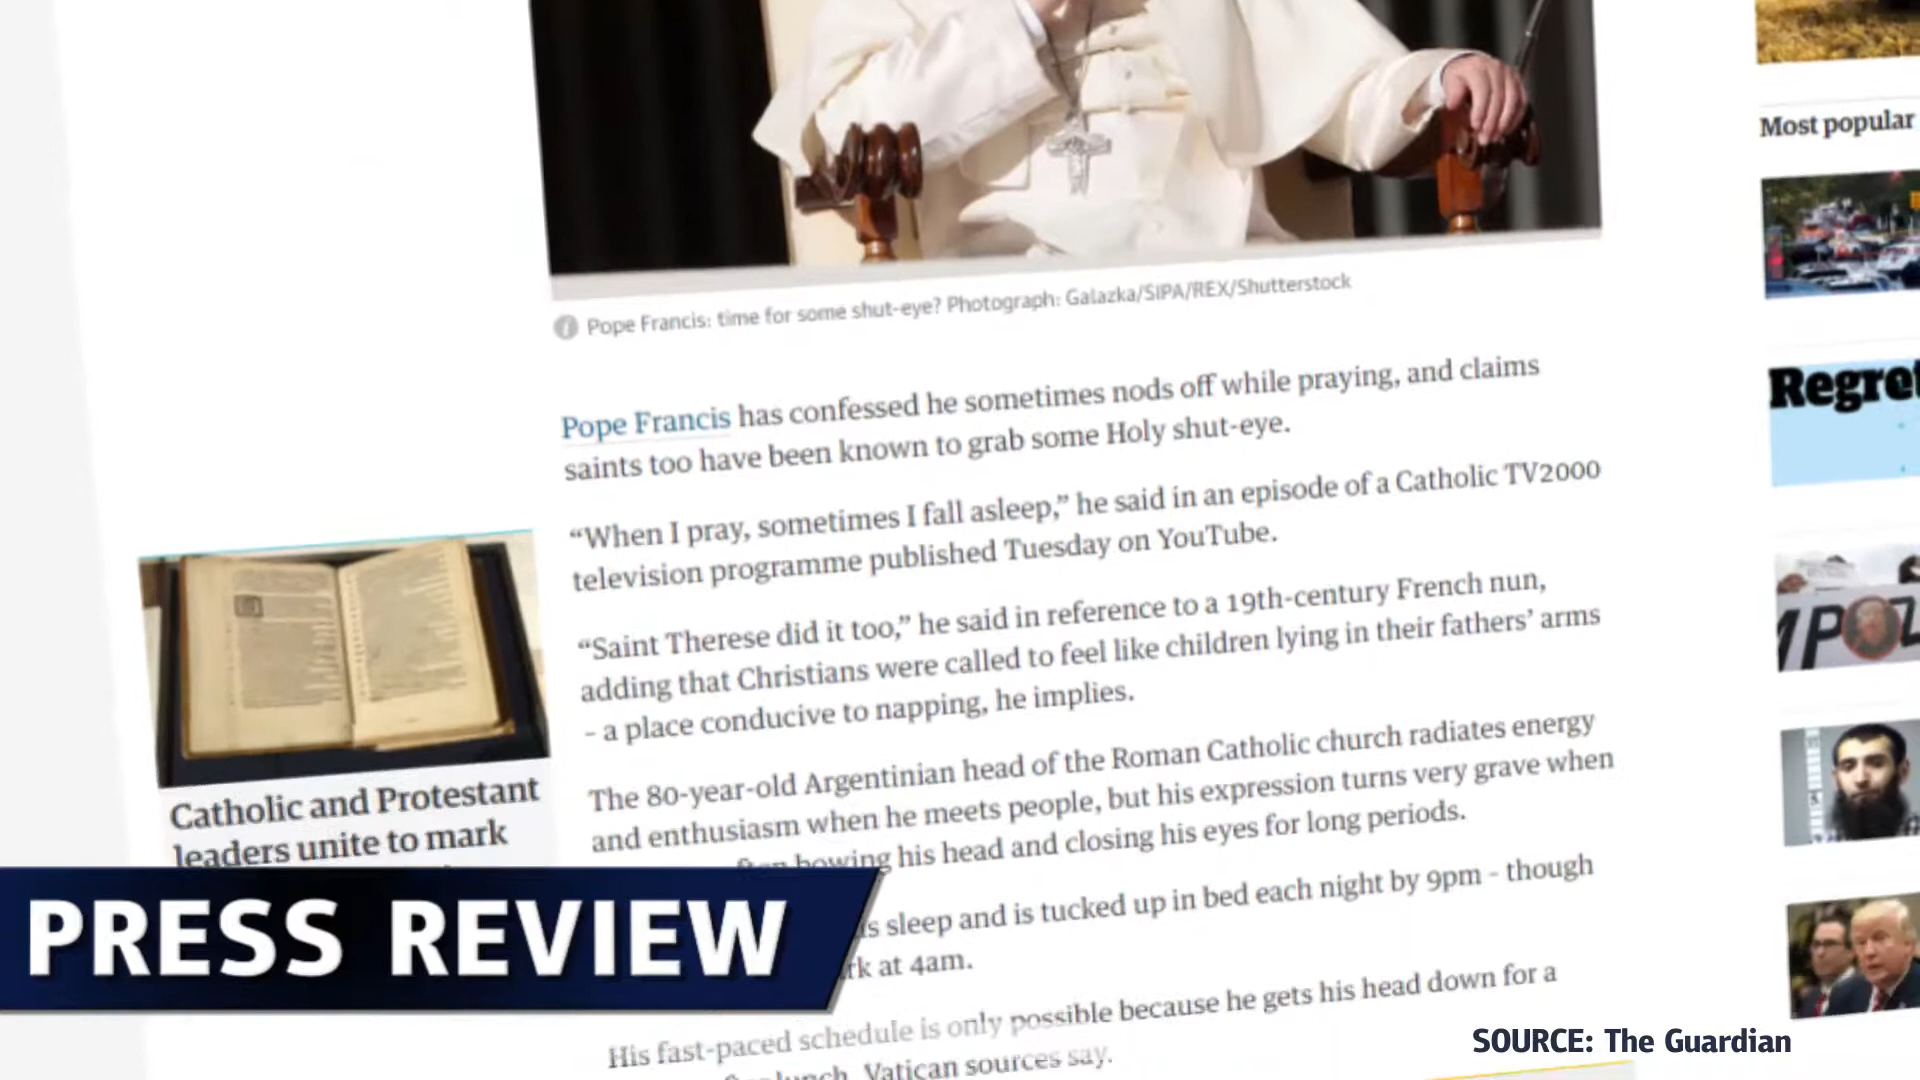 Most popular
Pope Francis: time for some shut-eye? Photograph: Galazka/SIPA/REX/Shutterstock
Pope Francis has confessed he sometimes nods off while praying, and claims
saints too have been known to grab some Holy shut-eye.
“When I pray, sometimes I fall asleep,” he said in an episode of a Catholic TV2000
television programme published Tuesday on YouTube.
“Saint Therese did it too,” he said in reference to a 19th-century French nun,
adding that Christians were called to feel like children lying in their fathers’ arms
– a place conducive to napping, he implies.
The 80-year-old Argentinian head of the Roman Catholic church radiates energy
and enthusiasm when he meets people, but his expression turns very grave when
bowing his head and closing his eyes for long periods.
sleep and is tucked up in bed each night by 9pm – though
at 4am.
His fast-paced schedule is only possible because he gets his head down for a
lunch, Vatican sources say.
Catholic and Protestant
leaders unite to mark
PRESS REVIEW
SOURCE: The Guardian